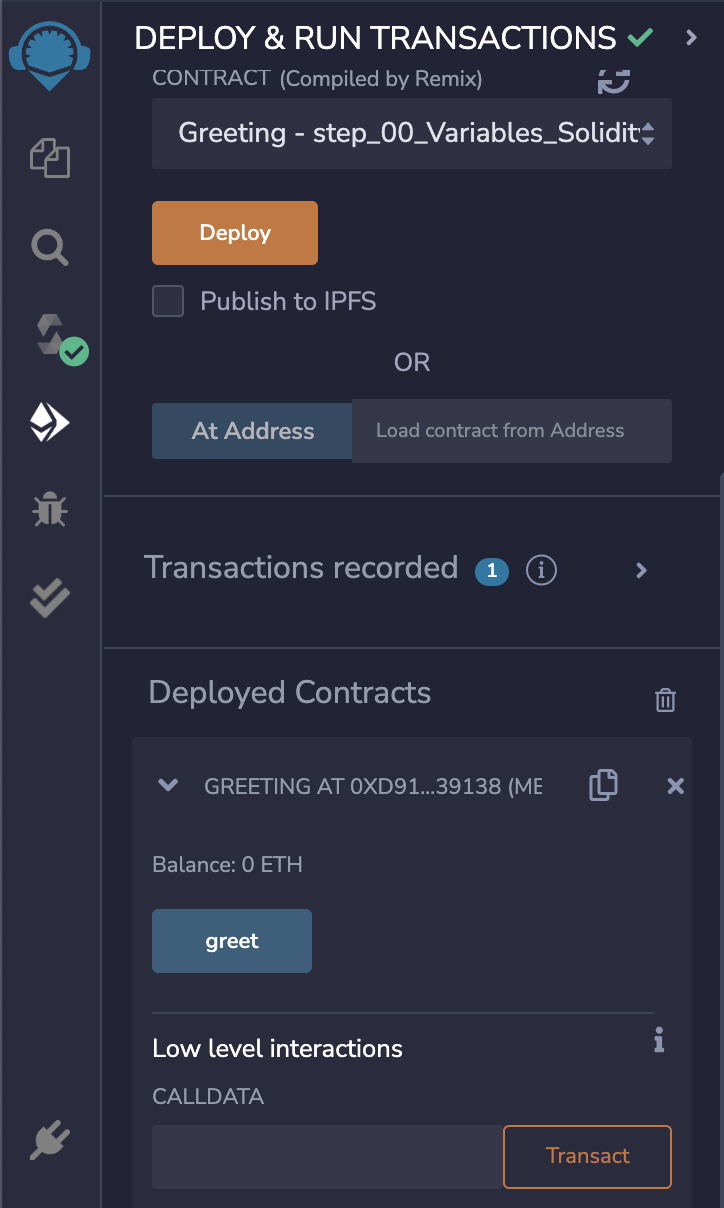 DEPLOY & RUN TRANSACTIONS
CONTRACT (Compiled by Remix)
Greeting - step_00_Variables_Solidit
Deploy
Publish to IPFS
OR
At Address Load contract from Address
Transactions recorded 1
Deployed Contracts
GREETING AT 0XD91...39138 (ME
Balance: 0 ETH
greet
Low level interactions
CALLDATA
Transact